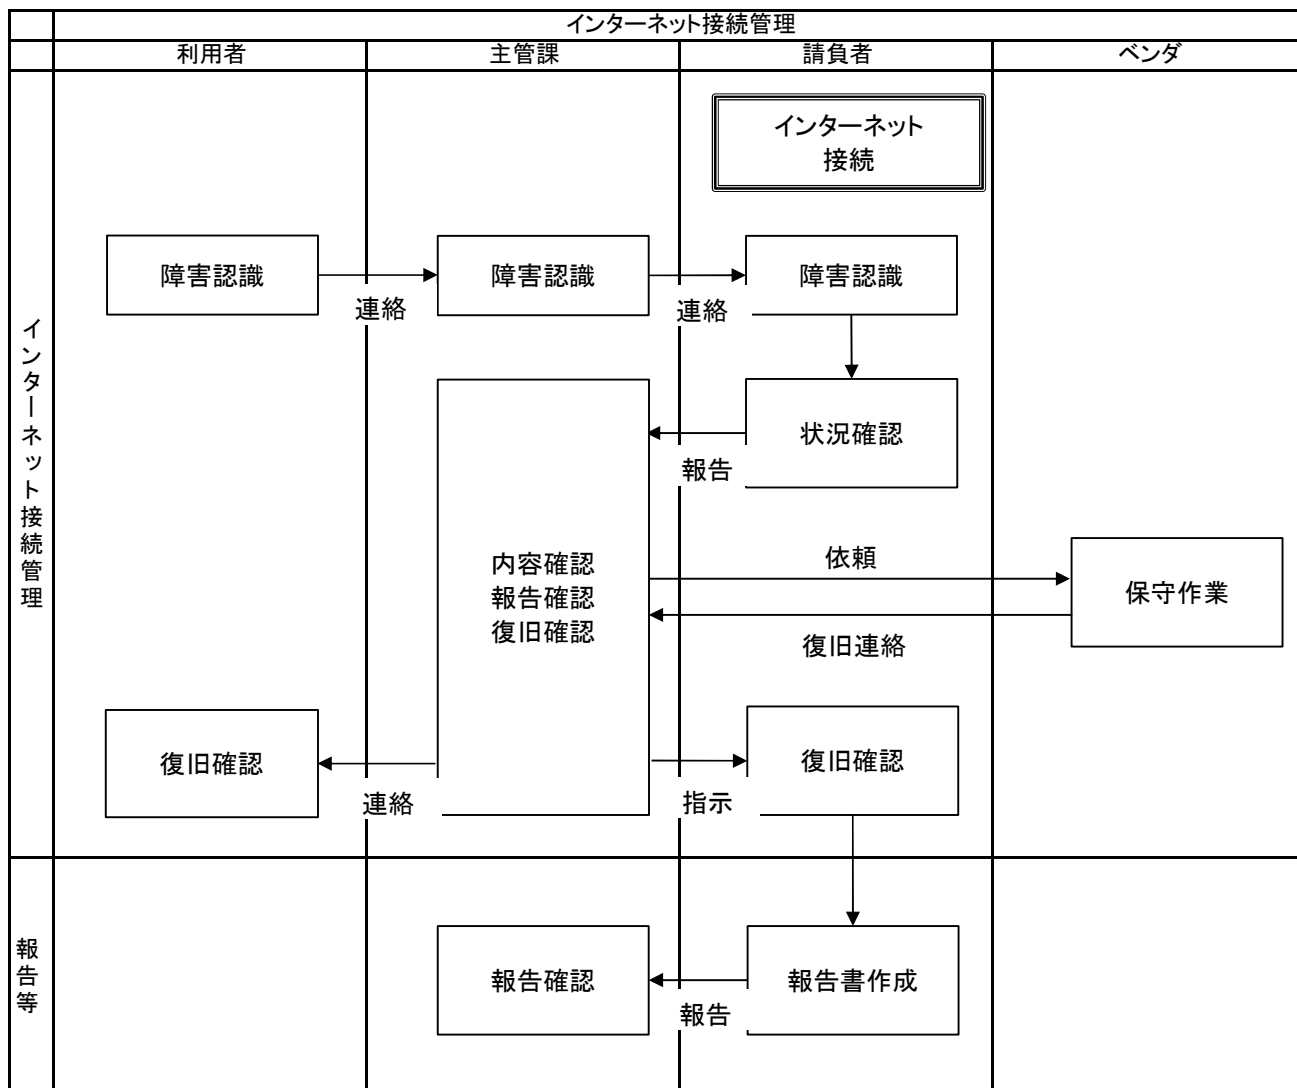 インターネット接続管理
利用者
主管課
請負者
ベンダ
インターネット接続管理
インターネット
接続
障害認識
連絡
障害認識
連絡
障害認識
状況確認
報告
内容確認
報告確認
復旧確認
依頼
保守作業
復旧連絡
復旧確認
連絡
指示
復旧確認
報告等
報告確認
報告
報告書作成